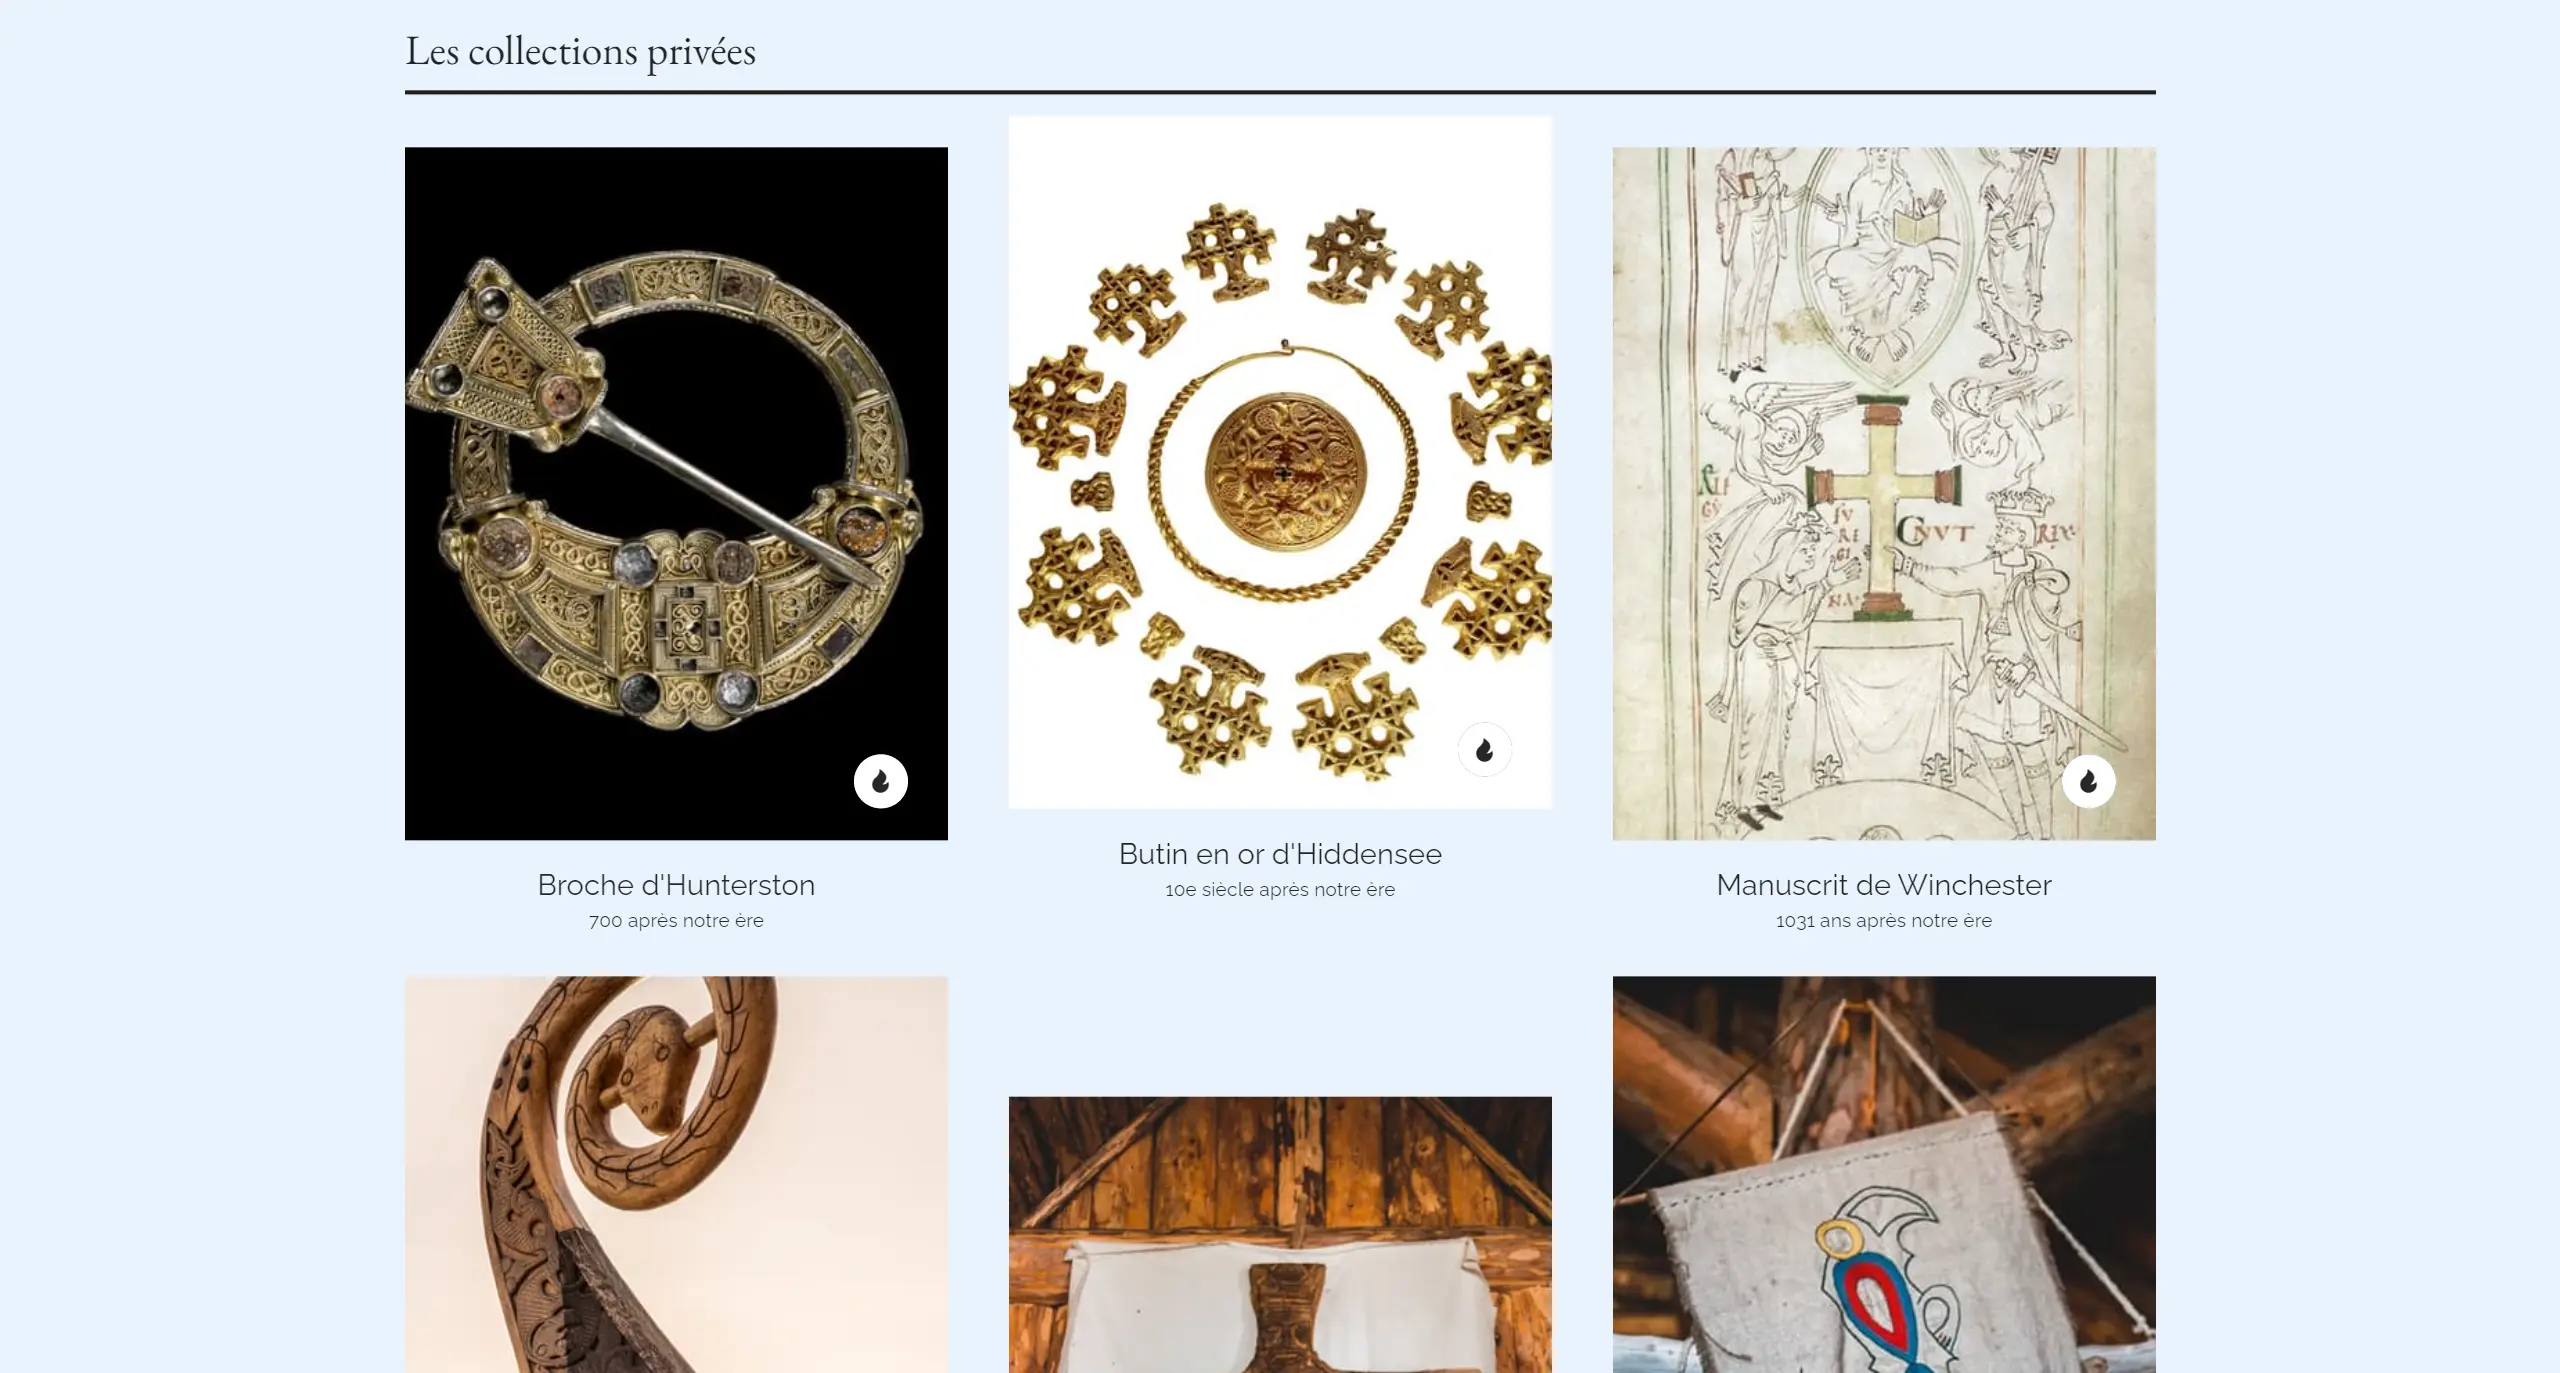 Les collections privées
Broche d'Hunterston
700 après notre ère
Butin en or d'Hiddensee
10e siècle après notre ère
Manuscrit de Winchester
1031 ans après notre ère
CNVT